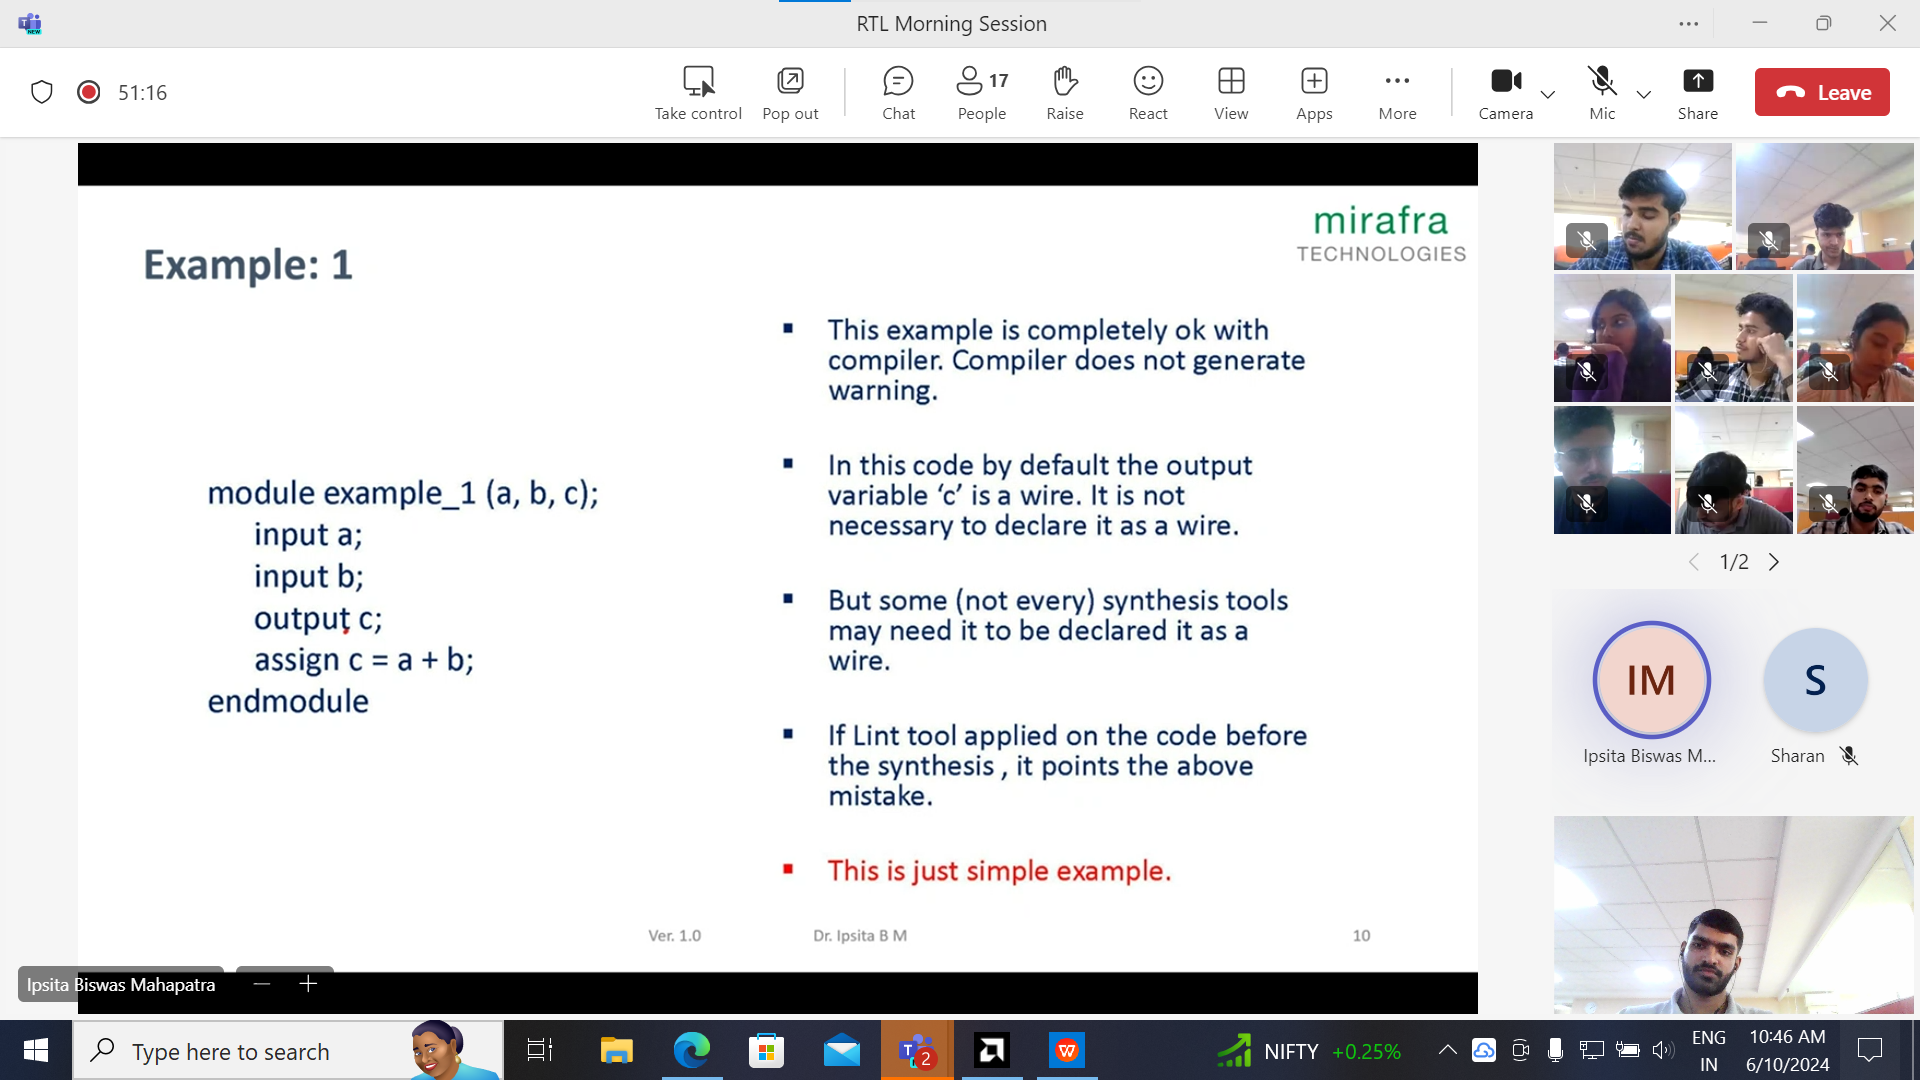 RTL Morning Session
51:16
Take control
Pop out
Chat
17
People
Raise
React
View
Apps
More
Camera
Mic
Share
Leave
mirafra
TECHNOLOGIES
Example: 1
module example_1 (a, b, c);
input a;
input b;
output c;
assign c = a + b;
endmodule
▪ This example is completely ok with
compiler. Compiler does not generate
warning.
▪ In this code by default the output
variable ‘c’ is a wire. It is not
necessary to declare it as a wire.
▪ But some (not every) synthesis tools
may need it to be declared it as a
wire.
▪ If Lint tool applied on the code before
the synthesis , it points the above
mistake.
▪ This is just simple example.
Ver. 1.0
Dr. Ipsita B M
10
Ipsita Biswas Mahapatra
1/2
IM
S
Ipsita Biswas M...
Sharan
Type here to search
NEW
2
NIFTY +0.25%
ENG
IN
10:46 AM
6/10/2024